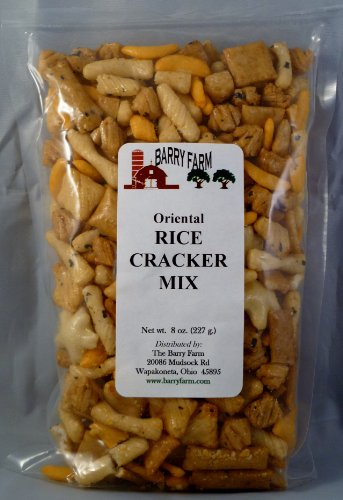 BARRY FARM
Oriental
RICE
CRACKER
MIX
Net wt. 8 oz. (227 g.)
Distributed by:
The Barry Farm
20086 Mudsock Rd
Wapakoneta, Ohio 45895
www.barryfarm.com